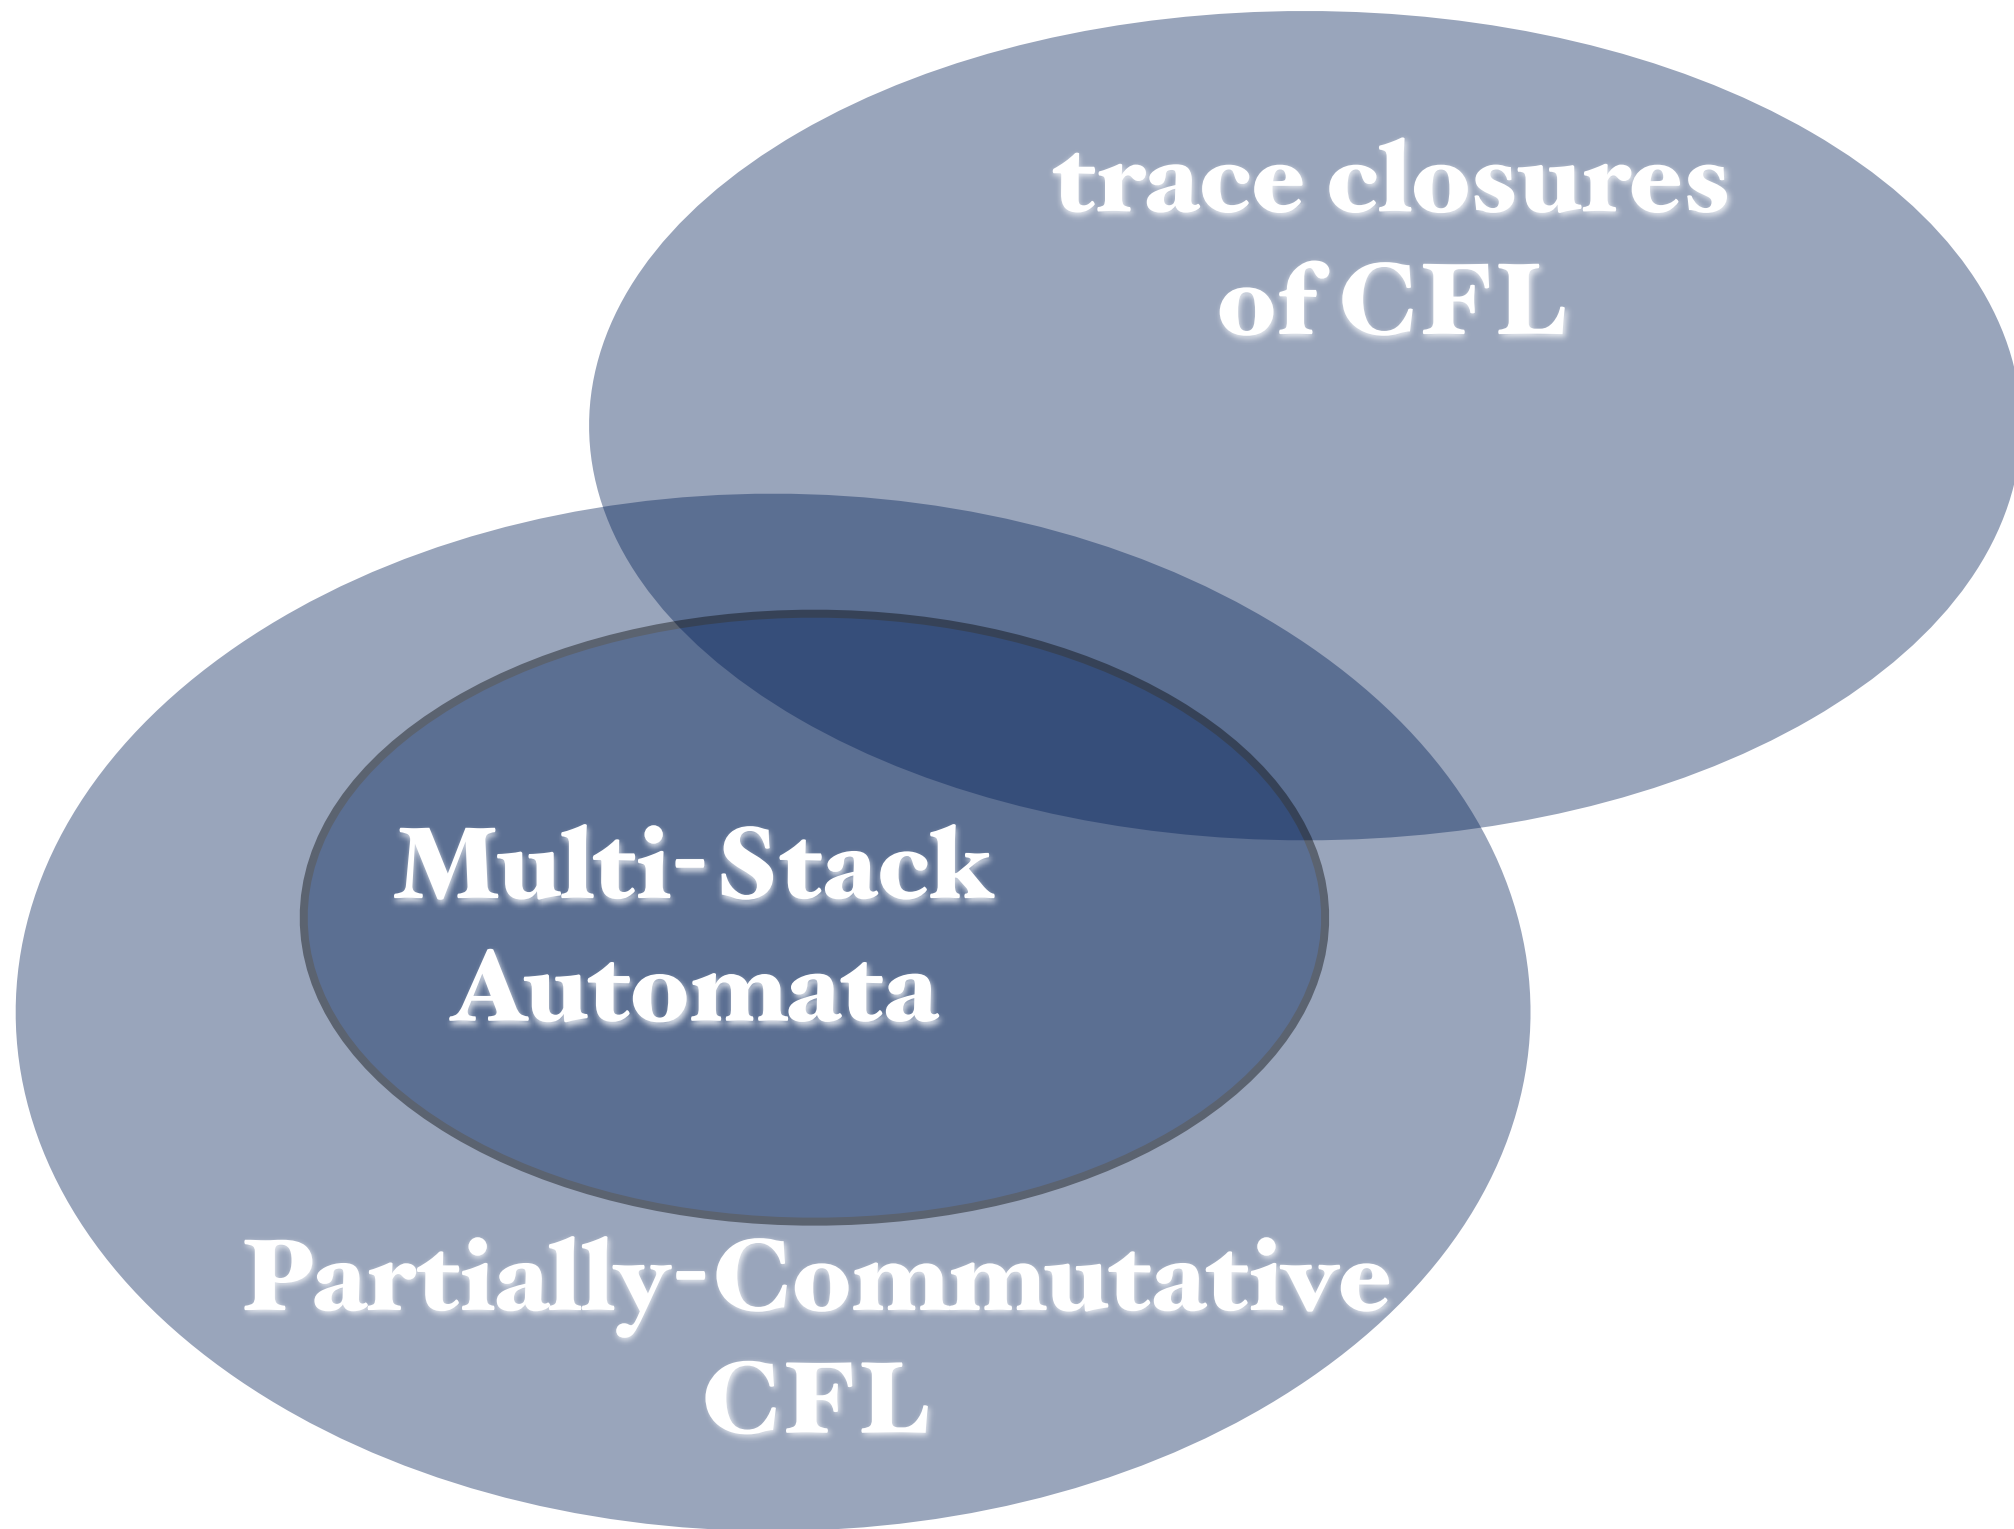 trace closures
of CFL
Multi-Stack
Automata
Partially-Commutative
CFL